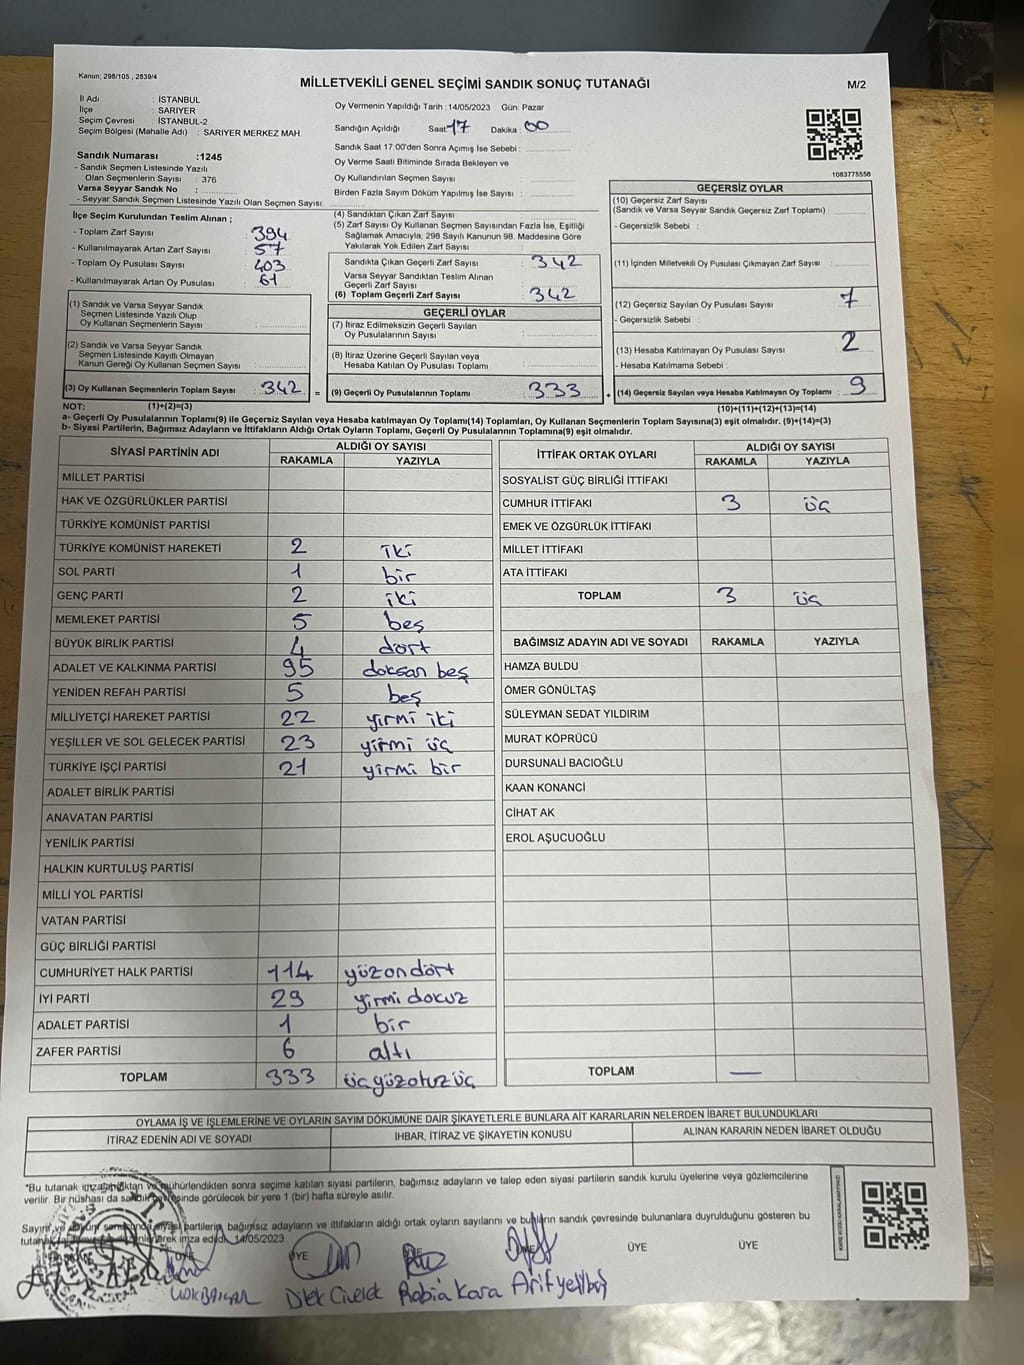 Kanun; 298/105 , 2839/4
MİLLETVEKİLİ GENEL SEÇİMİ SANDIK SONUÇ TUTANAĞI
M/2
İl Adı : İSTANBUL
İlçe : SARIYER
Seçim Çevresi : İSTANBUL-2
Seçim Bölgesi (Mahalle Adı) : SARIYER MERKEZ MAH.
Sandık Numarası :1245
- Sandık Seçmen Listesinde Yazılı
Olan Seçmenlerin Sayısı : 376
Varsa Seyyar Sandık No :
- Seyyar Sandık Listesinde Yazılı Olan Seçmen Sayısı:
Oy Vermenin Yapıldığı Tarih : 14/05/2023 Gün: Pazar
Sandığın Açıldığı Saat: 17 Dakika : 00
Sandık Saat 17:00'den Sonra Açımış İse Sebebi :
Oy Verme Saati Bitiminde Sırada Bekleyen ve
Oy Kullandırılan Seçmen Sayısı :
Birden Fazla Sayım Döküm Yapılmış İse Sayısı :
1083775556
İlçe Seçim Kurulundan Teslim Alınan ;
- Toplam Zarf Sayısı : 394
- Kullanılmayarak Artan Zarf Sayısı : 57
- Toplam Oy Pusulası Sayısı : 403
- Kullanılmayarak Artan Oy Pusulası : 61
(1) Sandık ve Varsa Seyyar Sandık
Seçmen Listesinde Yazılı Olup
Oy Kullanan Seçmenlerin Sayısı :
(2) Sandık ve Varsa Seyyar Sandık
Seçmen Listesinde Kayıtlı Olmayan
Kanun Gereği Oy Kullanan Seçmen Sayısı :
(3) Oy Kullanan Seçmenlerin Toplam Sayısı : 342 =
(1)+(2)=(3)
(4) Sandıktan Çıkan Zarf Sayısı :
(5) Zarf Sayısı Oy Kullanan Seçmen Sayısından Fazla İse, Eşitliği
Sağlamak Amacıyla, 298 Sayılı Kanunun 98. Maddesine Göre
Yakılarak Yok Edilen Zarf Sayısı :
Sandıkta Çıkan Geçerli Zarf Sayısı : 342
Varsa Seyyar Sandıktan Teslim Alınan
Geçerli Zarf Sayısı :
(6) Toplam Geçerli Zarf Sayısı : 342
GEÇERLİ OYLAR
(7) İtiraz Edilmeksizin Geçerli Sayılan
Oy Pusulalarının Sayısı :
(8) İtiraz Üzerine Geçerli Sayılan veya
Hesaba Katılan Oy Pusulası Toplamı :
(9) Geçerli Oy Pusulalarının Toplamı : 333 +
GEÇERSİZ OYLAR
(10) Geçersiz Zarf Sayısı
(Sandık ve Varsa Seyyar Sandık Geçersiz Zarf Toplamı) :
- Geçersizlik Sebebi :
(11) İçinden Milletvekili Oy Pusulası Çıkmayan Zarf Sayısı :
(12) Geçersiz Sayılan Oy Pusulası Sayısı : 7
- Geçersizlik Sebebi :
(13) Hesaba Katılmayan Oy Pusulası Sayısı : 2
- Hesaba Katılmama Sebebi :
(14) Geçersiz Sayılan veya Hesaba Katılmayan Oy Toplamı : 9
(10)+(11)+(12)+(13)=(14)
NOT:
a- Geçerli Oy Pusulalarının Toplamı(9) ile Geçersiz Sayılan veya Hesaba katılmayan Oy Toplamı(14) Toplamları, Oy Kullanan Seçmenlerin Toplam Sayısına(3) eşit olmalıdır. (9)+(14)=(3)
b- Siyasi Partilerin, Bağımsız Adayların ve İttifakların Aldığı Ortak Oyların Toplamı, Geçerli Oy Pusulalarının Toplamına(9) eşit olmalıdır.
SİYASİ PARTİNİN ADI ALDIĞI OY SAYISI
RAKAMLA YAZIYLA
MİLLET PARTİSİ
HAK VE ÖZGÜRLÜKLER PARTİSİ
TÜRKİYE KOMÜNİST PARTİSİ
TÜRKİYE KOMÜNİST HAREKETİ 2 iki
SOL PARTİ 1 bir
GENÇ PARTİ 2 iki
MEMLEKET PARTİSİ 5 beş
BÜYÜK BİRLİK PARTİSİ 4 dört
ADALET VE KALKINMA PARTİSİ 95 doksan beş
YENİDEN REFAH PARTİSİ 5 beş
MİLLİYETÇİ HAREKET PARTİSİ 22 yirmi iki
YEŞİLLER VE SOL GELECEK PARTİSİ 23 yirmi üç
TÜRKİYE İŞÇİ PARTİSİ 21 yirmi bir
ADALET BİRLİK PARTİSİ
ANAVATAN PARTİSİ
YENİLİK PARTİSİ
HALKIN KURTULUŞ PARTİSİ
MİLLİ YOL PARTİSİ
VATAN PARTİSİ
GÜÇ BİRLİĞİ PARTİSİ
CUMHURİYET HALK PARTİSİ 114 yüzondört
İYİ PARTİ 29 yirmi dokuz
ADALET PARTİSİ 1 bir
ZAFER PARTİSİ 6 altı
TOPLAM 333 üçyüzotuzüç
İTTİFAK ORTAK OYLARI ALDIĞI OY SAYISI
RAKAMLA YAZIYLA
SOSYALİST GÜÇ BİRLİĞİ İTTİFAKI
CUMHUR İTTİFAKI 3 üç
EMEK VE ÖZGÜRLÜK İTTİFAKI
MİLLET İTTİFAKI
ATA İTTİFAKI
TOPLAM 3 üç
BAĞIMSIZ ADAYIN ADI VE SOYADI RAKAMLA YAZIYLA
HAMZA BULDU
ÖMER GÖNÜLTAŞ
SÜLEYMAN SEDAT YILDIRIM
MURAT KÖPRÜCÜ
DURSUNALİ BACIOĞLU
KAAN KONANCİ
CİHAT AK
EROL AŞUCUOĞLU
TOPLAM —
OYLAMA İŞ VE İŞLEMLERİNE VE OYLARIN SAYIM DÖKÜMÜNE DAİR ŞİKAYETLERLE BUNLARA AİT KARARLARIN NELERDEN İBARET BULUNDUKLARI
İTİRAZ EDENİN ADI VE SOYADI İHBAR, İTİRAZ VE ŞİKAYETİN KONUSU ALINAN KARARIN NEDEN İBARET OLDUĞU
*Bu tutanak imzalandıktan ve mühürlendikten sonra seçime katılan siyasi partilerin, bağımsız adayların ve talep eden siyasi partilerin sandık kurulu üyelerine veya gözlemcilerine
verilir. Bir nüshası da sandık çevresinde görülecek bir yere 1 (bir) hafta süreyle asılır.
Sayım ve döküm sonucunda siyasi partilerin, bağımsız adayların ve ittifakların aldığı ortak oyların sayılarını ve bunların sandık çevresinde bulunanlara duyrulduğunu gösteren bu
imza edildi. 14/05/2023
ÜYE ÜYE ÜYE ÜYE ÜYE
Dilek Civelek Rabia Kara Arif yeşilbaş